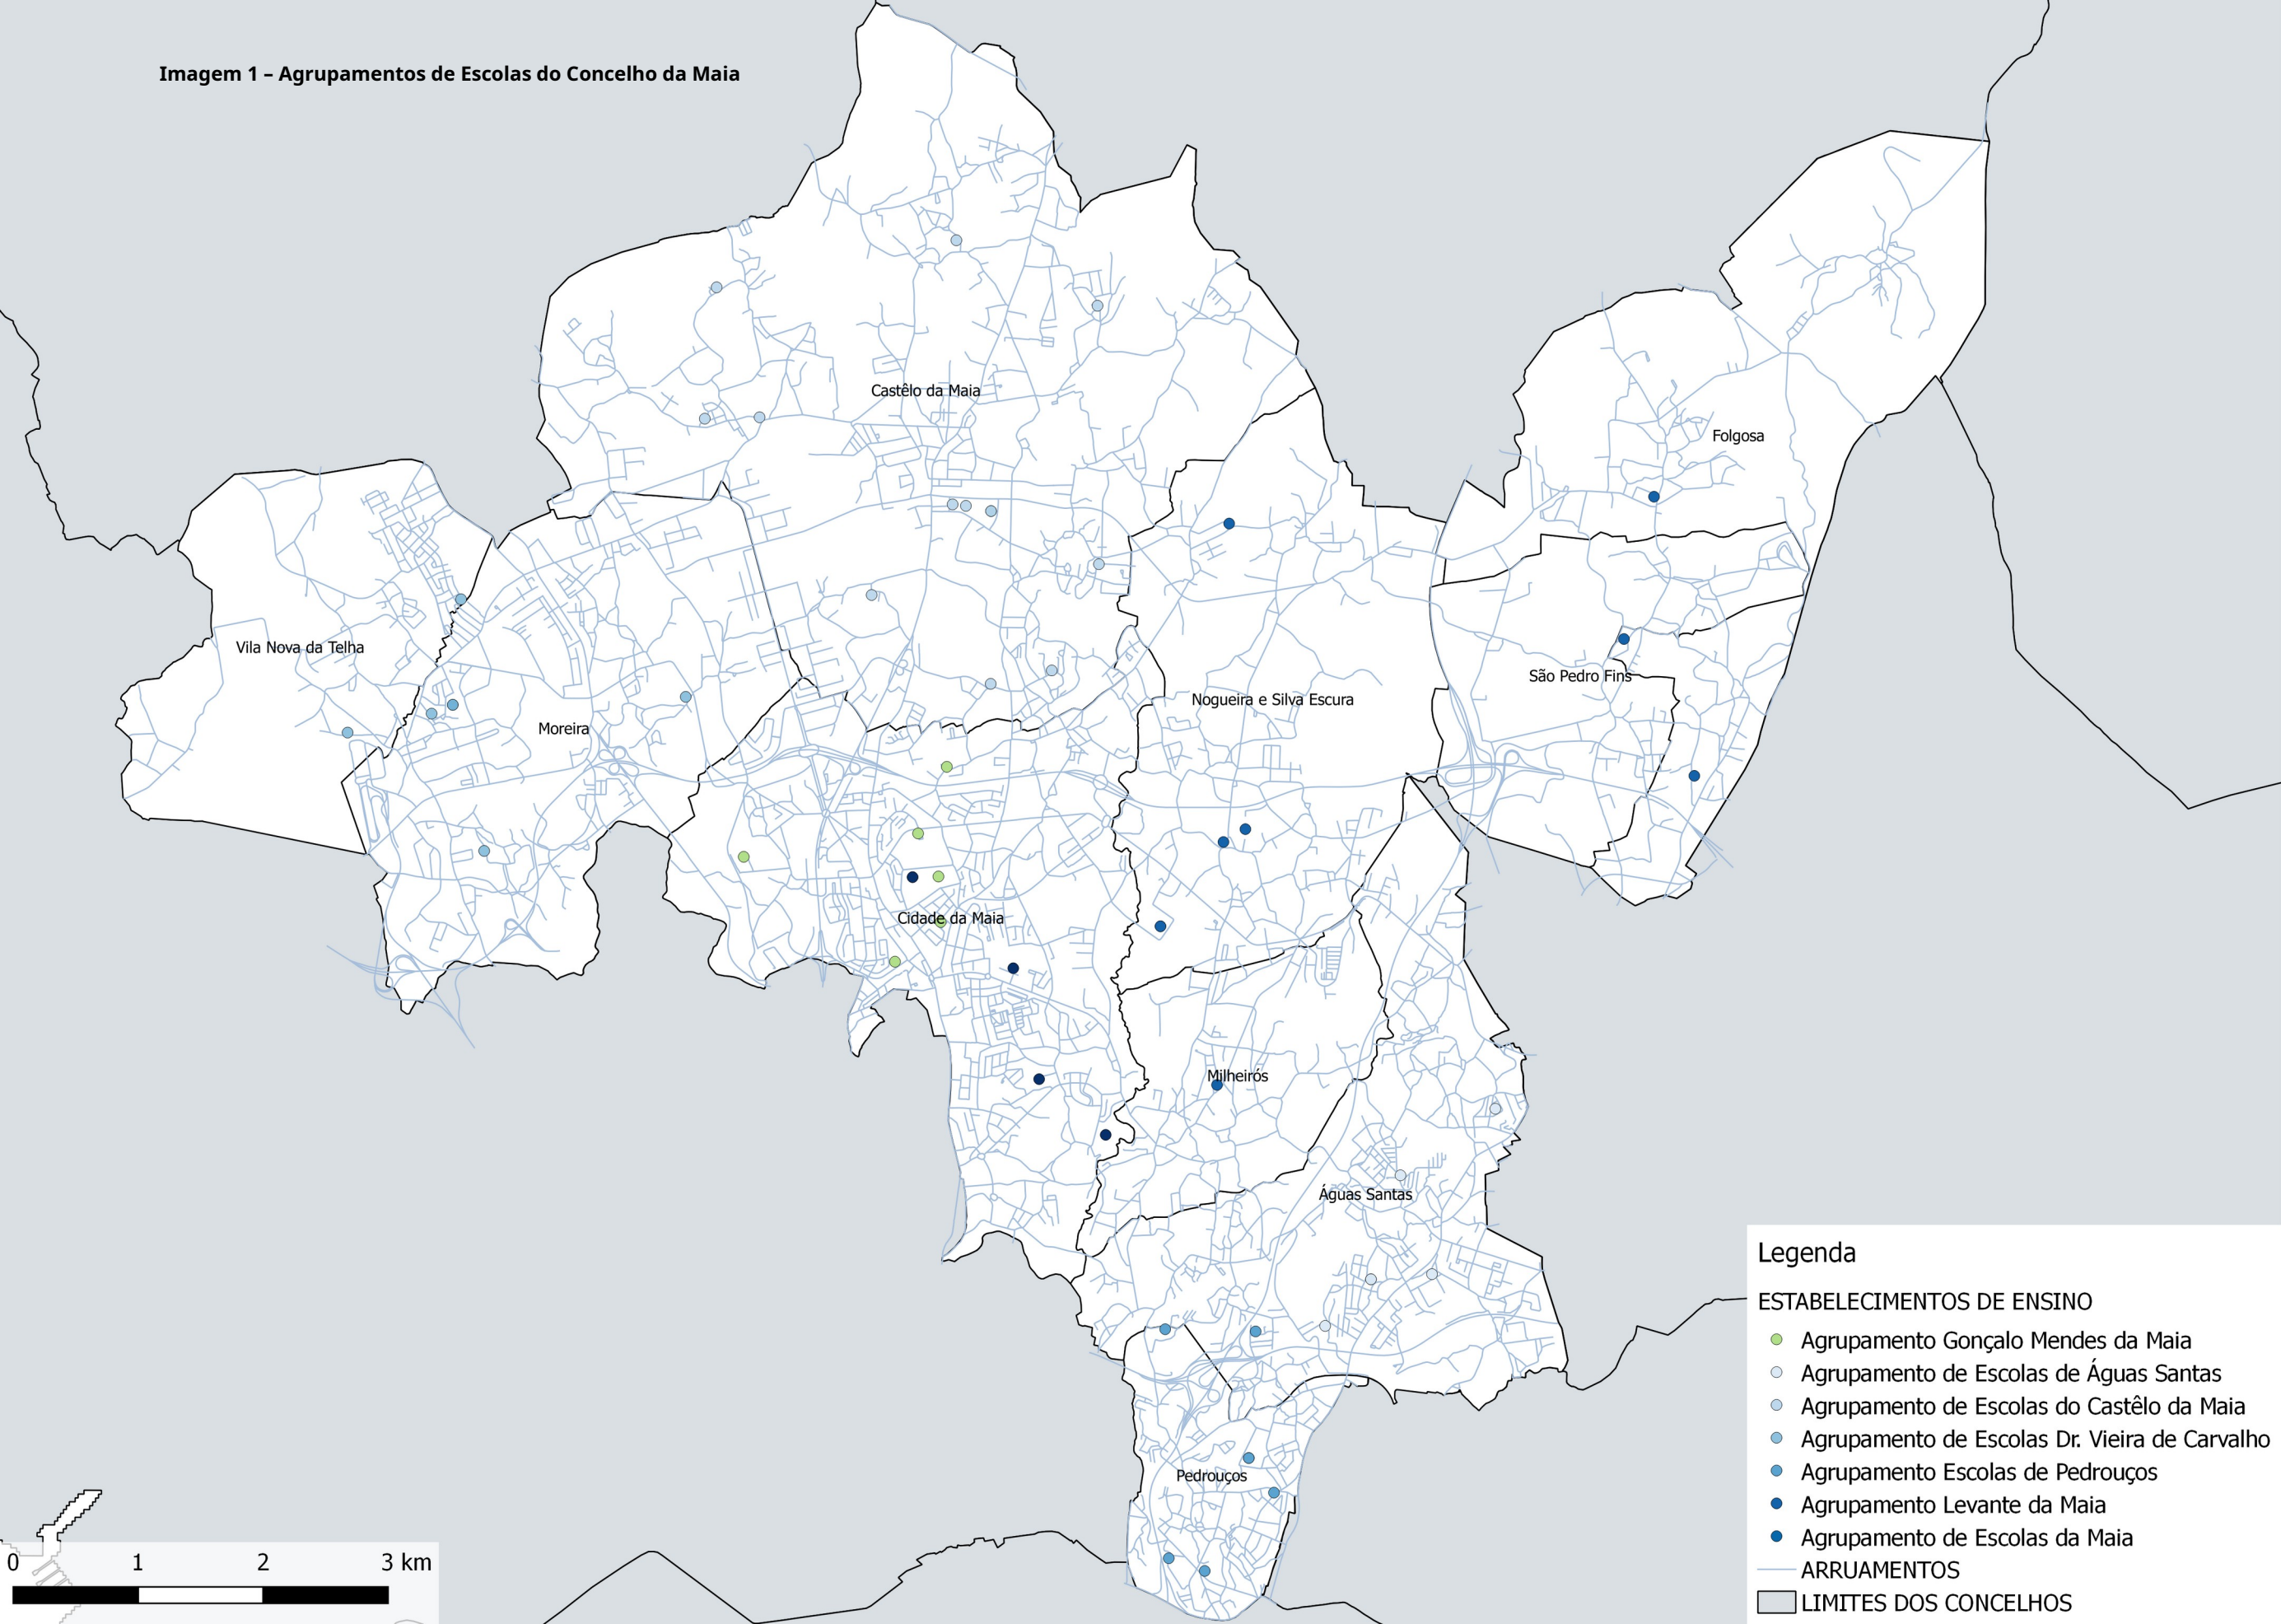 Imagem 1 – Agrupamentos de Escolas do Concelho da Maia
Castêlo da Maia
Folgosa
Vila Nova da Telha
São Pedro Fins
Nogueira e Silva Escura
Moreira
Cidade da Maia
Milheirós
Águas Santas
Pedrouços
Legenda
ESTABELECIMENTOS DE ENSINO
Agrupamento Gonçalo Mendes da Maia
Agrupamento de Escolas de Águas Santas
Agrupamento de Escolas do Castêlo da Maia
Agrupamento de Escolas Dr. Vieira de Carvalho
Agrupamento Escolas de Pedrouços
Agrupamento Levante da Maia
Agrupamento de Escolas da Maia
ARRUAMENTOS
LIMITES DOS CONCELHOS
0 1 2 3 km